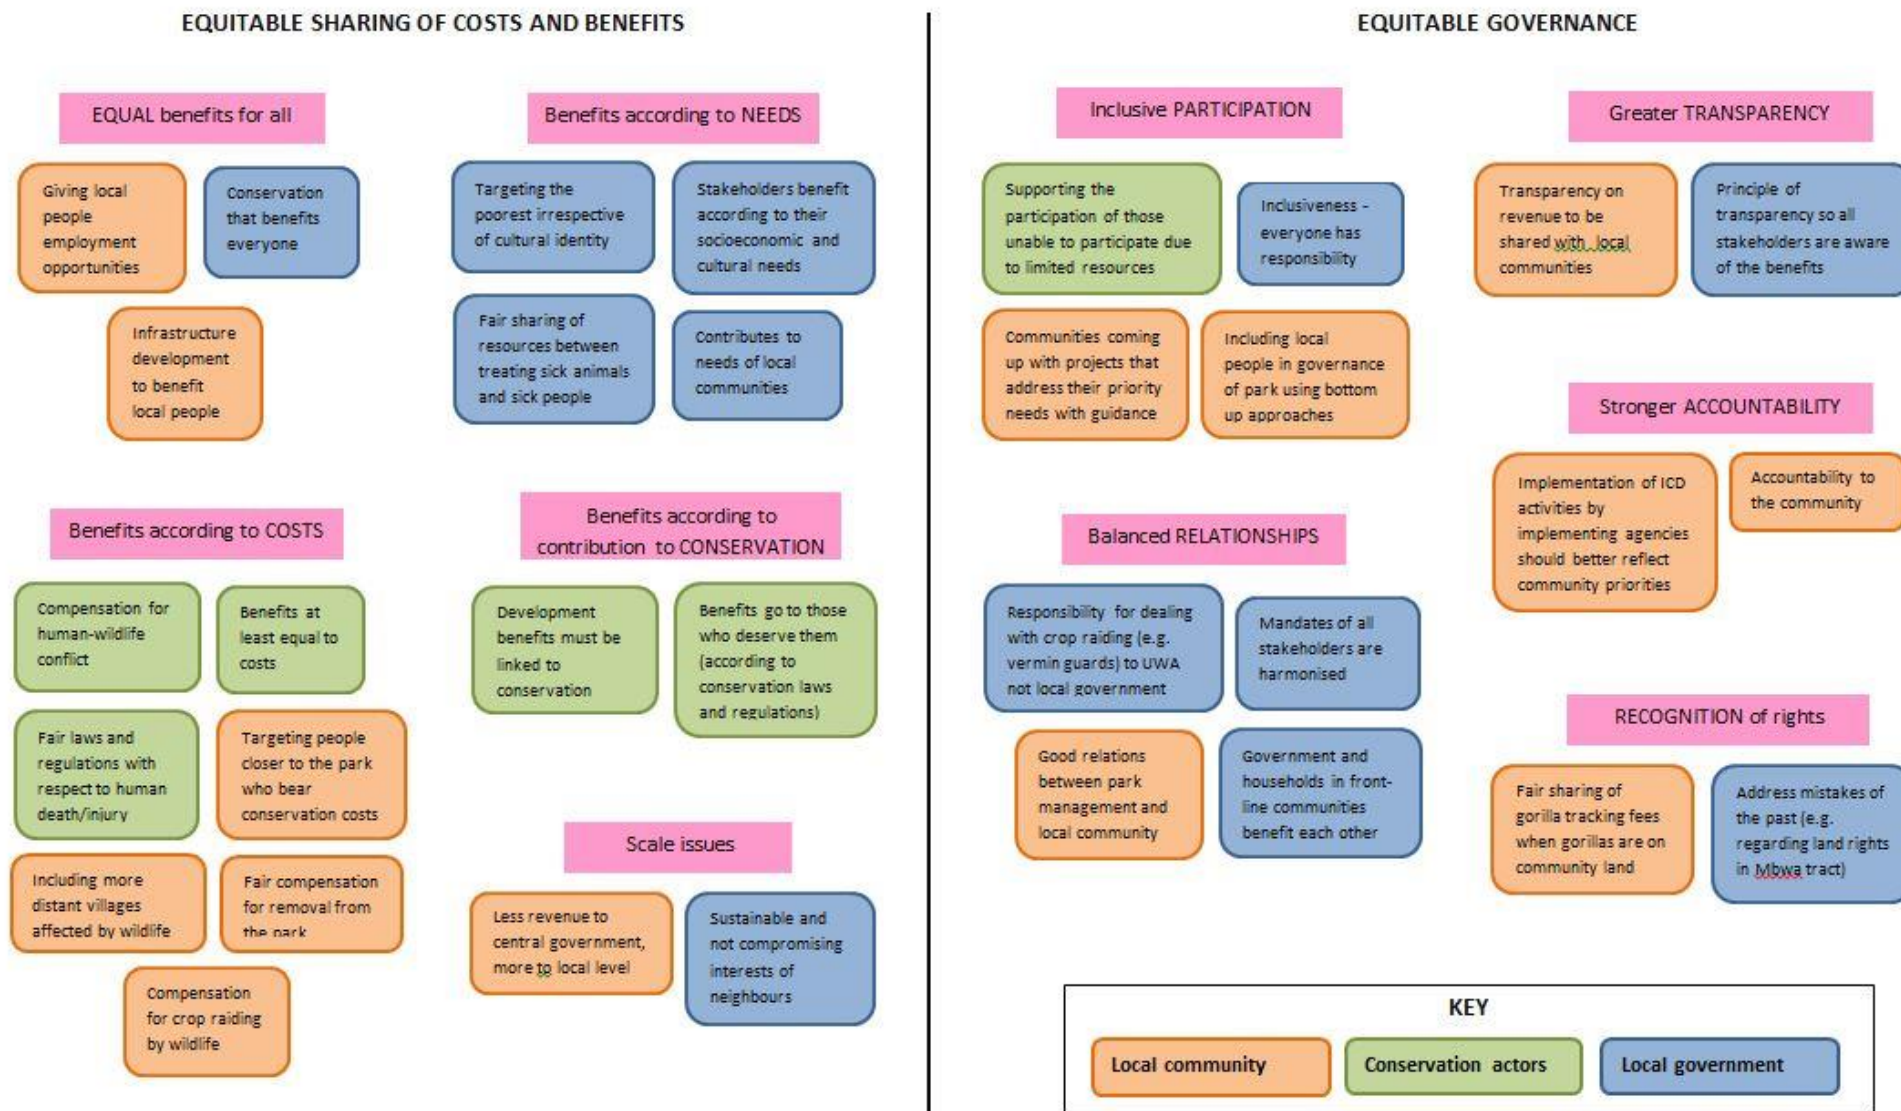 EQUITABLE SHARING OF COSTS AND BENEFITS
EQUAL benefits for all
Giving local
people
employment
opportunities
Conservation
that benefits
everyone
Infrastructure
development
to benefit
local people
Benefits according to NEEDS
Targeting the
poorest irrespective
of cultural identity
Stakeholders benefit
according to their
socioeconomic and
cultural needs
Fair sharing of
resources between
treating sick animals
and sick people
Contributes to
needs of local
communities
Benefits according to COSTS
Compensation for
human-wildlife
conflict
Benefits at
least equal to
costs
Fair laws and
regulations with
respect to human
death/injury
Targeting people
closer to the park
who bear
conservation costs
Including more
distant villages
affected by wildlife
Fair compensation
for removal from
the park
Compensation
for crop raiding
by wildlife
Benefits according to
contribution to CONSERVATION
Development
benefits must be
linked to
conservation
Benefits go to those
who deserve them
(according to
conservation laws
and regulations)
Scale issues
Less revenue to
central government,
more to local level
Sustainable and
not compromising
interests of
neighbours
EQUITABLE GOVERNANCE
Inclusive PARTICIPATION
Supporting the
participation of those
unable to participate due
to limited resources
Inclusiveness -
everyone has
responsibility
Communities coming
up with projects that
address their priority
needs with guidance
Including local
people in governance
of park using bottom
up approaches
Greater TRANSPARENCY
Transparency on
revenue to be
shared with local
communities
Principle of
transparency so all
stakeholders are aware
of the benefits
Stronger ACCOUNTABILITY
Implementation of ICD
activities by
implementing agencies
should better reflect
community priorities
Accountability to
the community
Balanced RELATIONSHIPS
Responsibility for dealing
with crop raiding (e.g.
vermin guards) to UWA
not local government
Mandates of all
stakeholders are
harmonised
Good relations
between park
management and
local community
Government and
households in front-
line communities
benefit each other
RECOGNITION of rights
Fair sharing of
gorilla tracking fees
when gorillas are on
community land
Address mistakes of
the past (e.g.
regarding land rights
in Mbwa tract)
KEY
Local community
Conservation actors
Local government